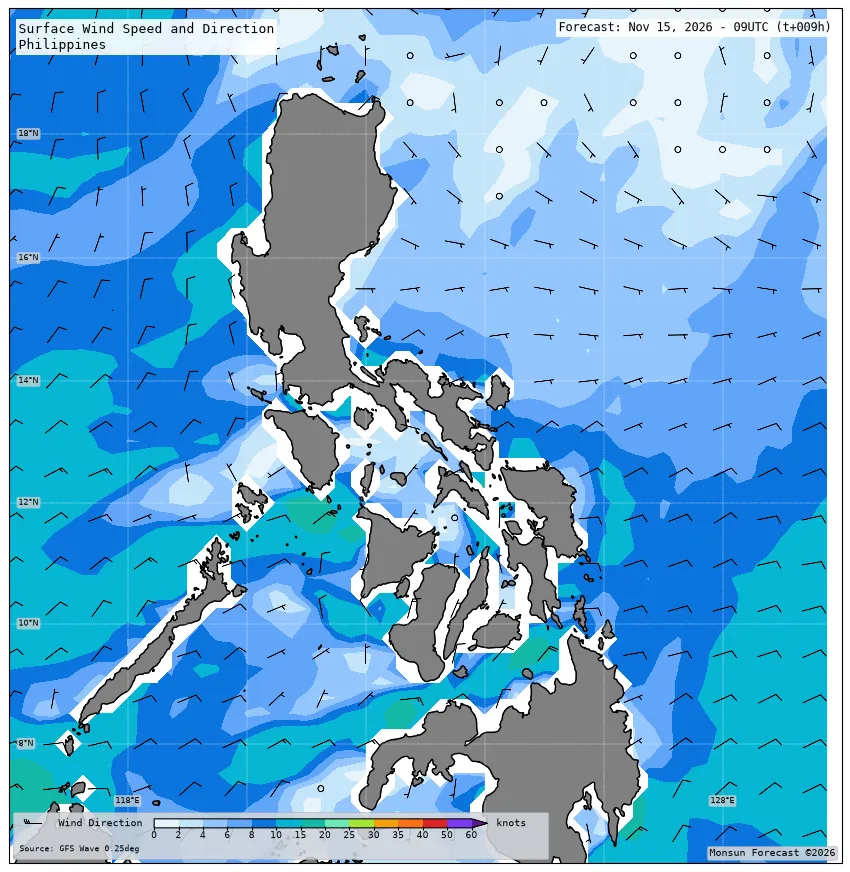 Surface Wind Speed and Direction
Philippines
Forecast: Nov 15, 2026 - 09UTC (t+009h)
18°N
16°N
14°N
12°N
10°N
8°N
118°E
128°E
Wind Direction
0 2 4 6 8 10 15 20 25 30 35 40 50 60
knots
Source: GFS Wave 0.25deg
Monsun Forecast ©2026